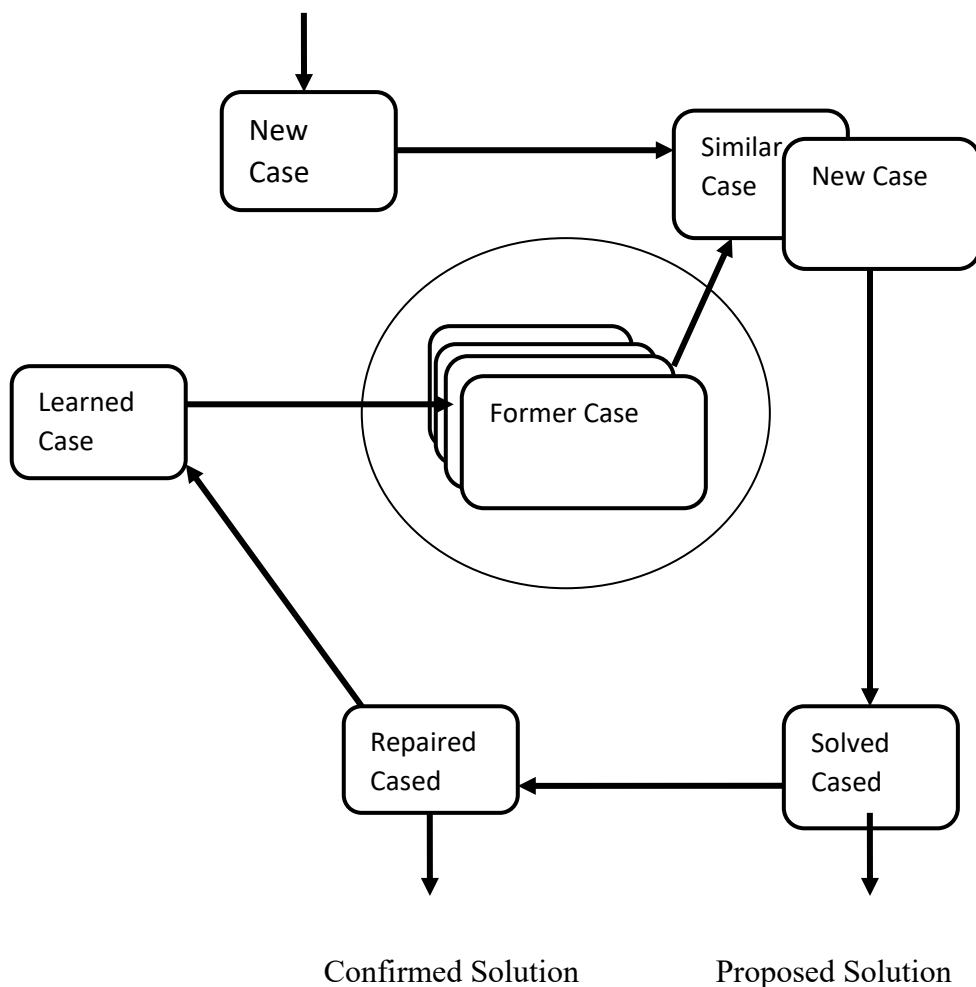 New
Case
Similar
Case
New Case
Learned
Case
Former Case
Repaired
Cased
Solved
Cased
Confirmed Solution
Proposed Solution